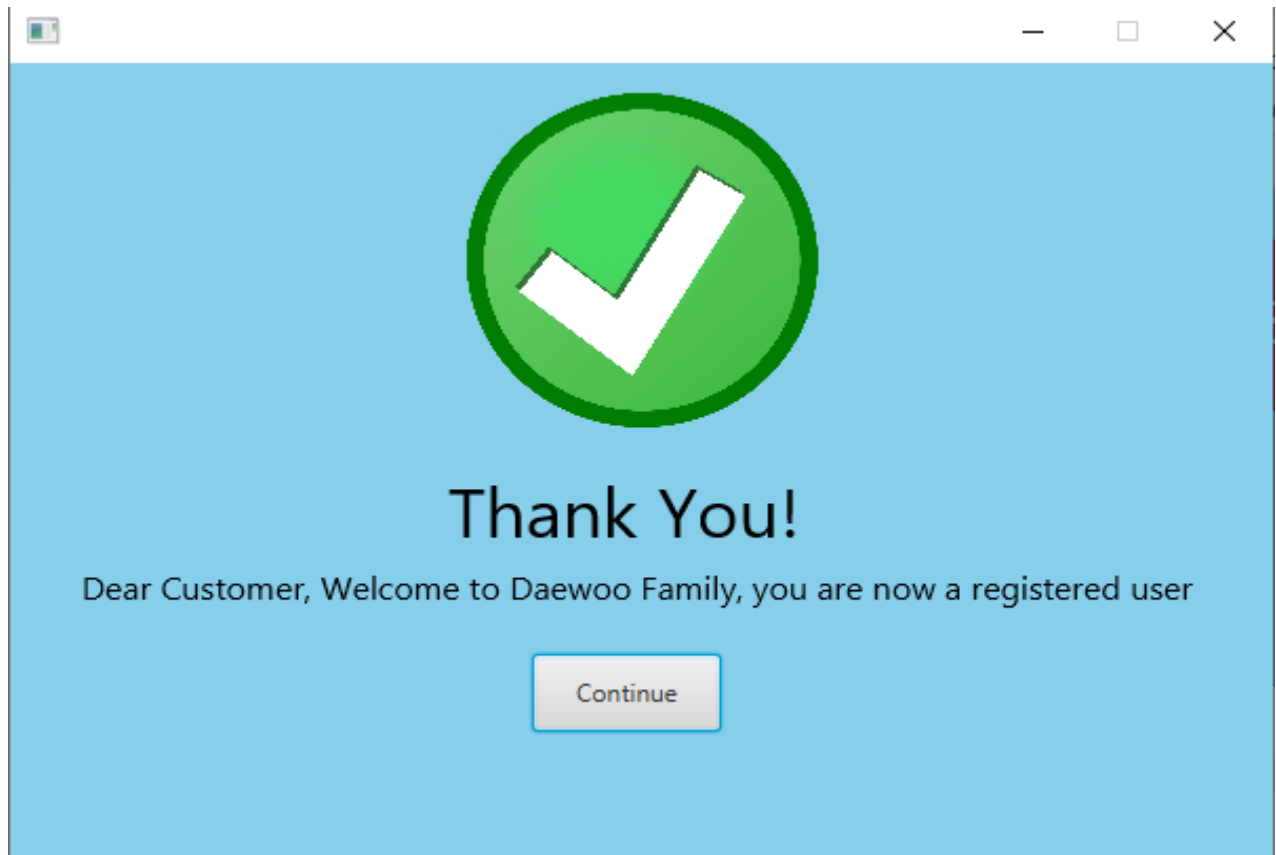 Thank You!
Dear Customer, Welcome to Daewoo Family, you are now a registered user
Continue